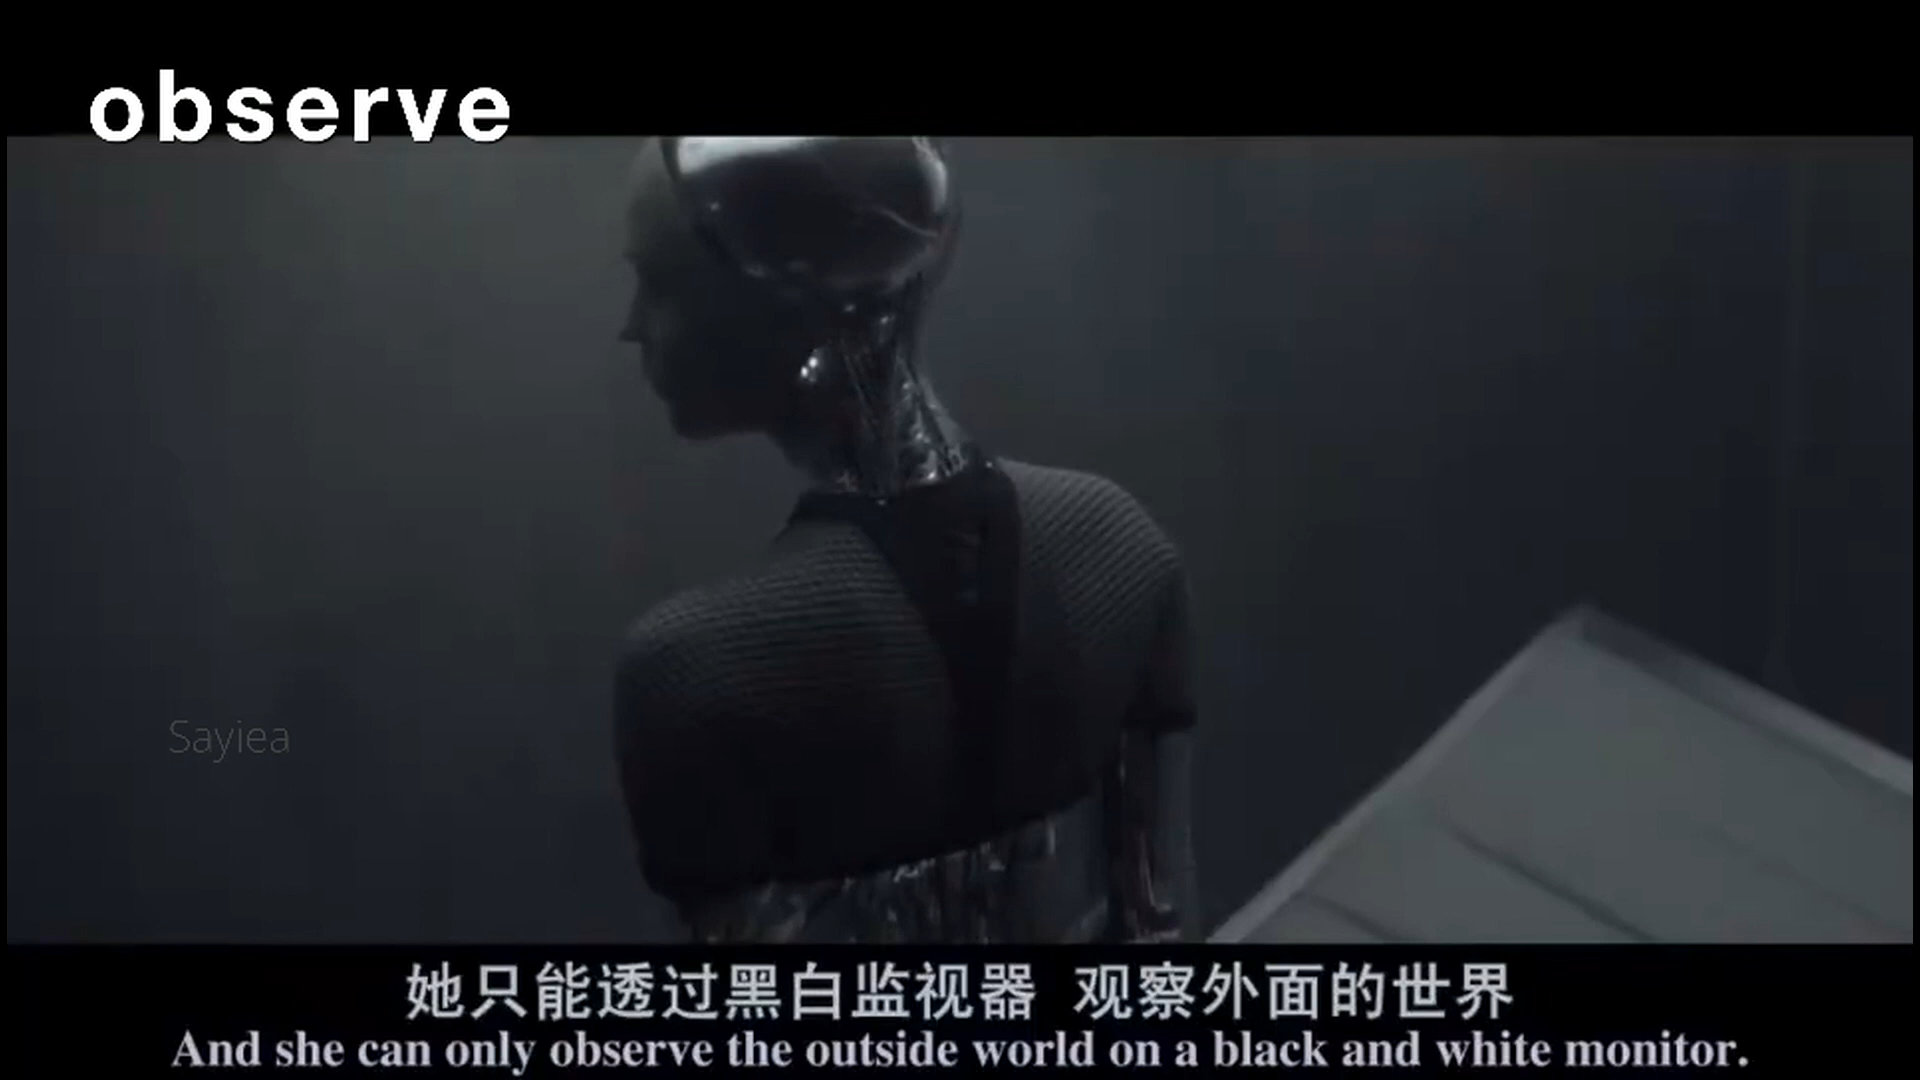 observe
Sayiea
她只能透过黑白监视器 观察外面的世界
And she can only observe the outside world on a black and white monitor.